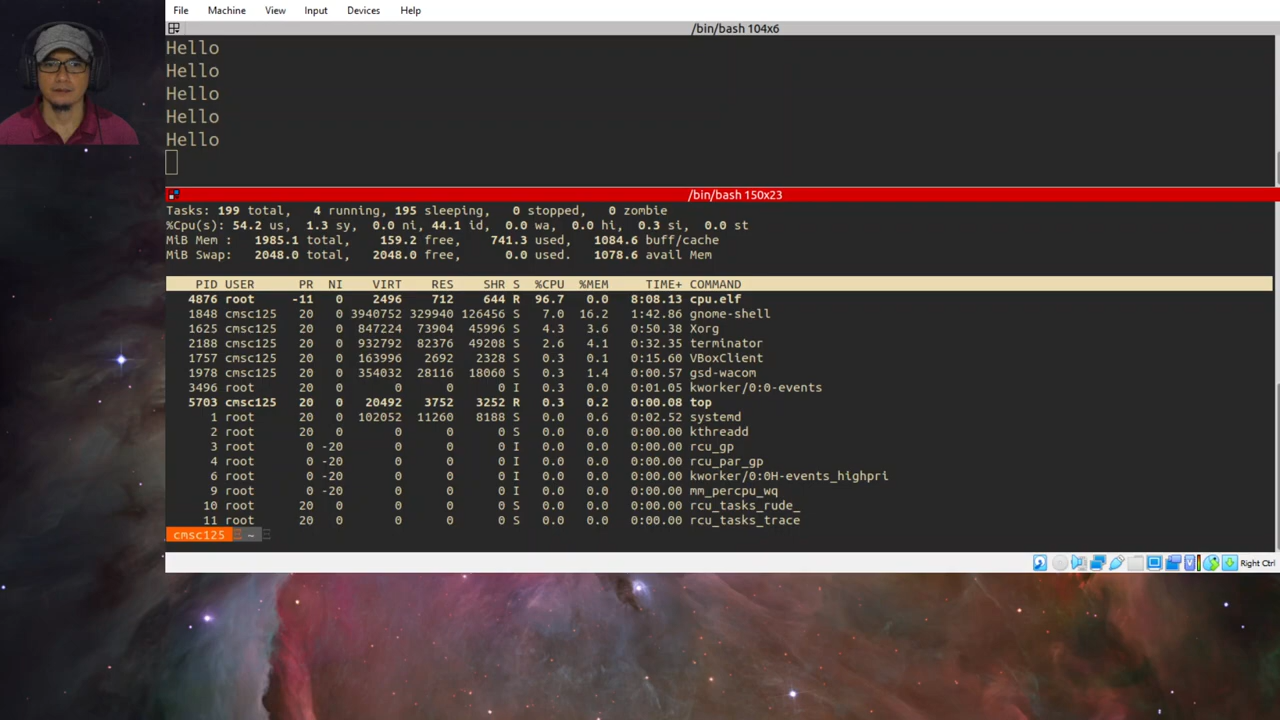 File Machine View Input Devices Help
/bin/bash 104x6
Hello
Hello
Hello
Hello
Hello
/bin/bash 150x23
Tasks: 199 total, 4 running, 195 sleeping, 0 stopped, 0 zombie
%Cpu(s): 54.2 us, 1.3 sy, 0.0 ni, 44.1 id, 0.0 wa, 0.0 hi, 0.3 si, 0.0 st
MiB Mem : 1985.1 total, 159.2 free, 741.3 used, 1084.6 buff/cache
MiB Swap: 2048.0 total, 2048.0 free, 0.0 used. 1078.6 avail Mem
PID USER PR NI VIRT RES SHR S %CPU %MEM TIME+ COMMAND
4876 root -11 0 2496 712 644 R 96.7 0.0 8:08.13 cpu.elf
1848 cmsc125 20 0 3940752 329940 126456 S 7.0 16.2 1:42.86 gnome-shell
1625 cmsc125 20 0 847224 73904 45996 S 4.3 3.6 0:50.38 Xorg
2188 cmsc125 20 0 932792 82376 49208 S 2.6 4.1 0:32.35 terminator
1757 cmsc125 20 0 163996 2692 2328 S 0.3 0.1 0:15.60 VBoxClient
1978 cmsc125 20 0 354032 28116 18060 S 0.3 1.4 0:00.57 gsd-wacom
3496 root 20 0 0 0 0 I 0.3 0.0 0:01.05 kworker/0:0-events
5703 cmsc125 20 0 20492 3752 3252 R 0.3 0.2 0:00.08 top
1 root 20 0 102052 11260 8188 S 0.0 0.6 0:02.52 systemd
2 root 20 0 0 0 0 S 0.0 0.0 0:00.00 kthreadd
3 root 0 -20 0 0 0 I 0.0 0.0 0:00.00 rcu_gp
4 root 0 -20 0 0 0 I 0.0 0.0 0:00.00 rcu_par_gp
6 root 0 -20 0 0 0 I 0.0 0.0 0:00.00 kworker/0:0H-events_highpri
9 root 0 -20 0 0 0 I 0.0 0.0 0:00.00 mm_percpu_wq
10 root 20 0 0 0 0 S 0.0 0.0 0:00.00 rcu_tasks_rude_
11 root 20 0 0 0 0 S 0.0 0.0 0:00.00 rcu_tasks_trace
cmsc125 ~
Right Ctrl